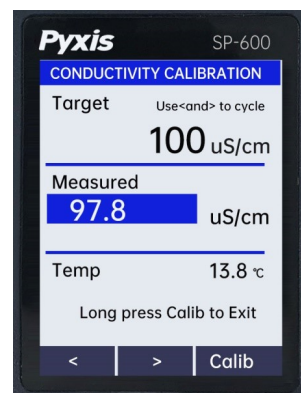 Pyxis SP-600
CONDUCTIVITY CALIBRATION
Target Use<and> to cycle
100 uS/cm
Measured
97.8 uS/cm
Temp 13.8 ℃
Long press Calib to Exit
< > Calib